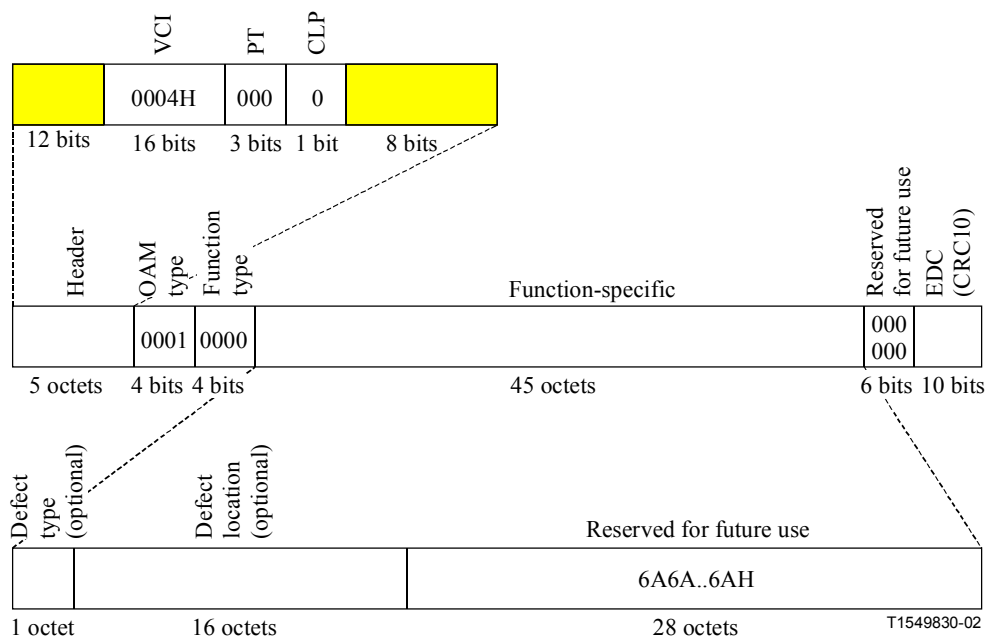 VCI
PT
CLP
0004H
000
0
12 bits
16 bits
3 bits
1 bit
8 bits
Header
OAM
type
Function
type
Function-specific
Reserved
for future use
EDC
(CRC10)
0001
0000
000
000
5 octets
4 bits
4 bits
45 octets
6 bits
10 bits
Defect
type
(optional)
Defect
location
(optional)
Reserved for future use
6A6A..6AH
1 octet
16 octets
28 octets
T1549830-02